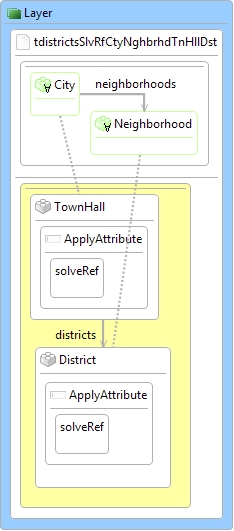 Layer
tdistrictsSlvRfCtyNghbrhdTnHllDst
City
neighborhoods
Neighborhood
TownHall
ApplyAttribute
solveRef
districts
District
ApplyAttribute
solveRef